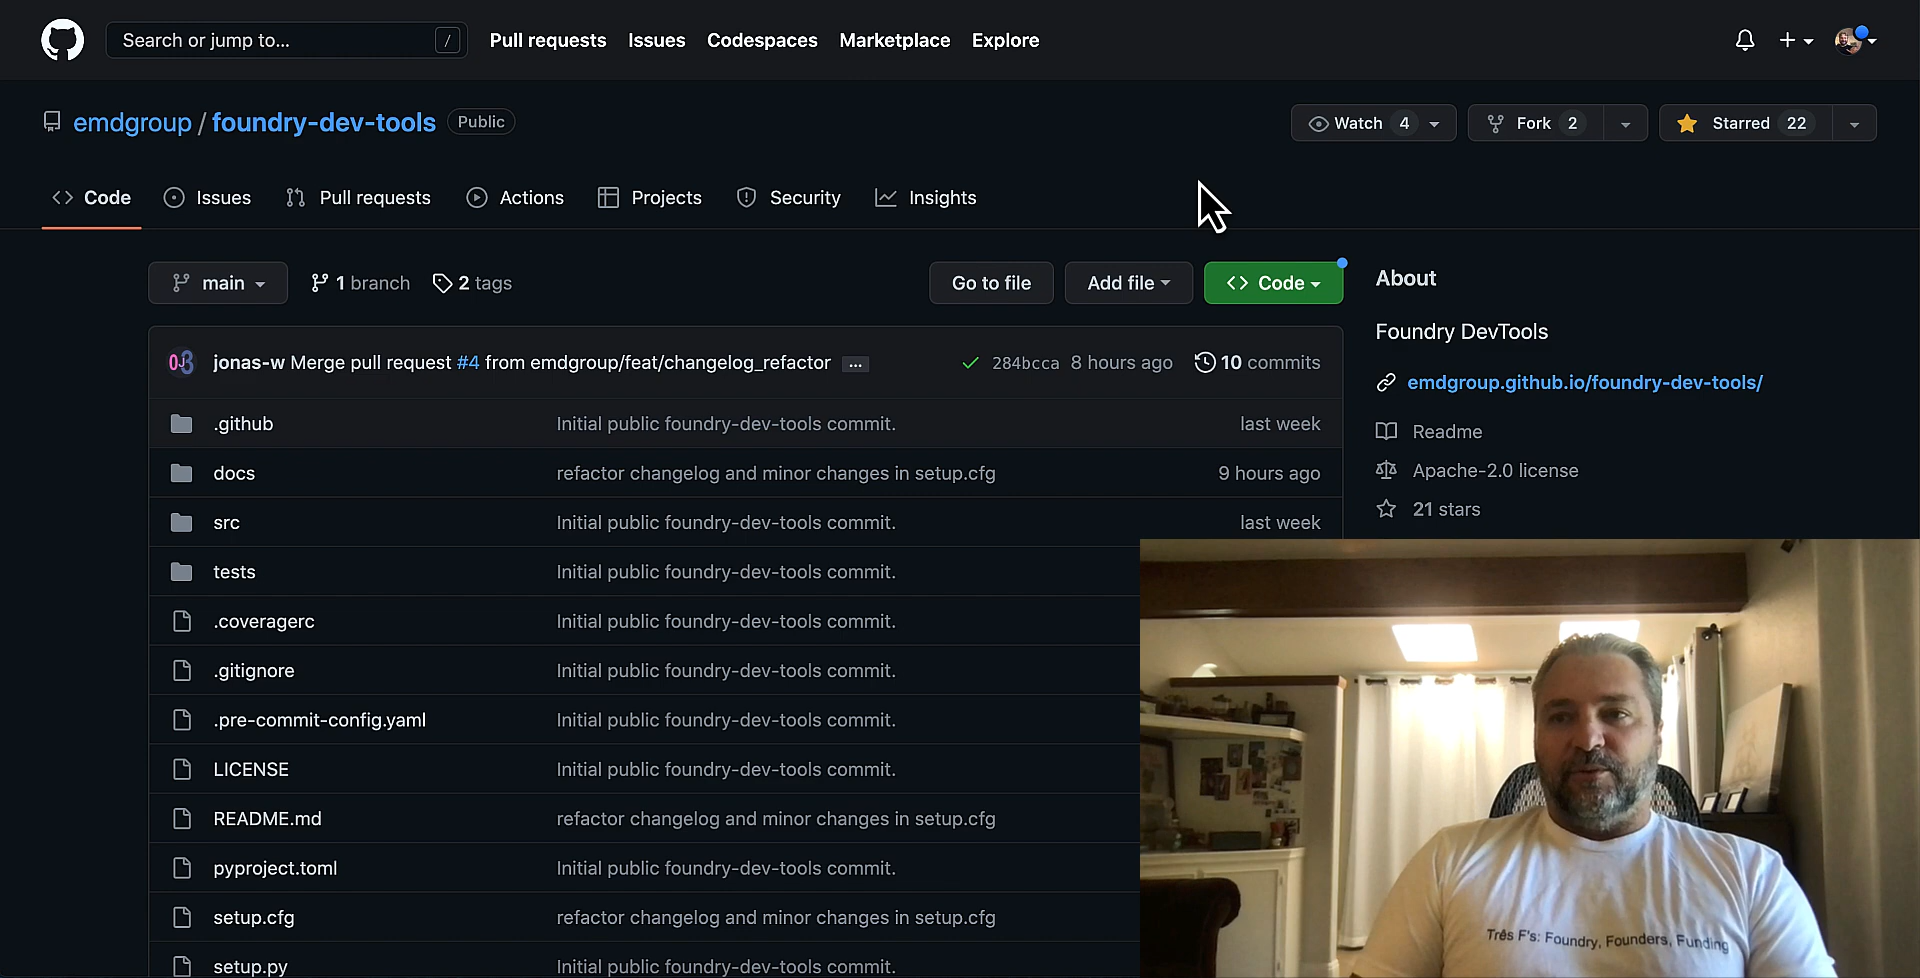 Search or jump to... /
Pull requests Issues Codespaces Marketplace Explore
emdgroup / foundry-dev-tools Public
Watch 4 Fork 2 Starred 22
Code Issues Pull requests Actions Projects Security Insights
main 1 branch 2 tags Go to file Add file Code
jonas-w Merge pull request #4 from emdgroup/feat/changelog_refactor ... 284bcca 8 hours ago 10 commits
.github Initial public foundry-dev-tools commit. last week
docs refactor changelog and minor changes in setup.cfg 9 hours ago
src Initial public foundry-dev-tools commit. last week
tests Initial public foundry-dev-tools commit.
.coveragerc Initial public foundry-dev-tools commit.
.gitignore Initial public foundry-dev-tools commit.
.pre-commit-config.yaml Initial public foundry-dev-tools commit.
LICENSE Initial public foundry-dev-tools commit.
README.md refactor changelog and minor changes in setup.cfg
pyproject.toml Initial public foundry-dev-tools commit.
setup.cfg refactor changelog and minor changes in setup.cfg
setup.py Initial public foundry-dev-tools commit.
About
Foundry DevTools
emdgroup.github.io/foundry-dev-tools/
Readme
Apache-2.0 license
21 stars
Três F's: Foundry, Founders, Funding